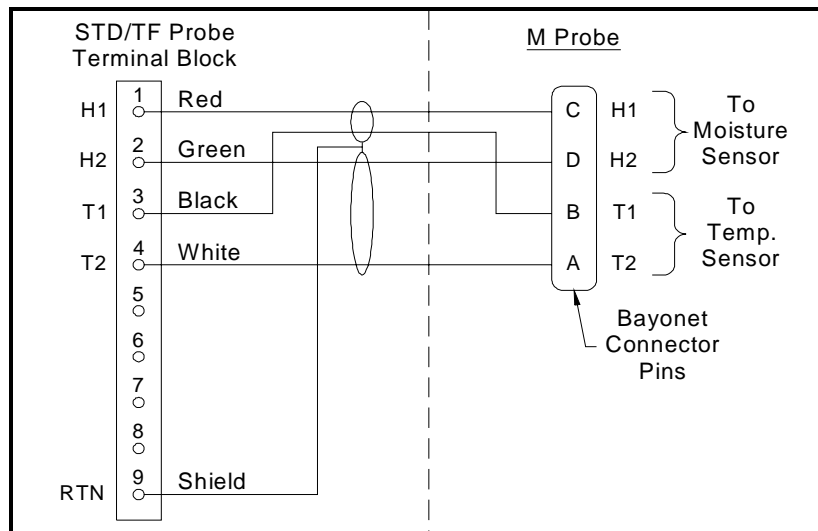 STD/TF Probe
Terminal Block
M Probe
H1 1 Red
H2 2 Green
T1 3 Black
T2 4 White
5
6
7
8
RTN 9 Shield
C H1
D H2
B T1
A T2
To
Moisture
Sensor
To
Temp.
Sensor
Bayonet
Connector
Pins